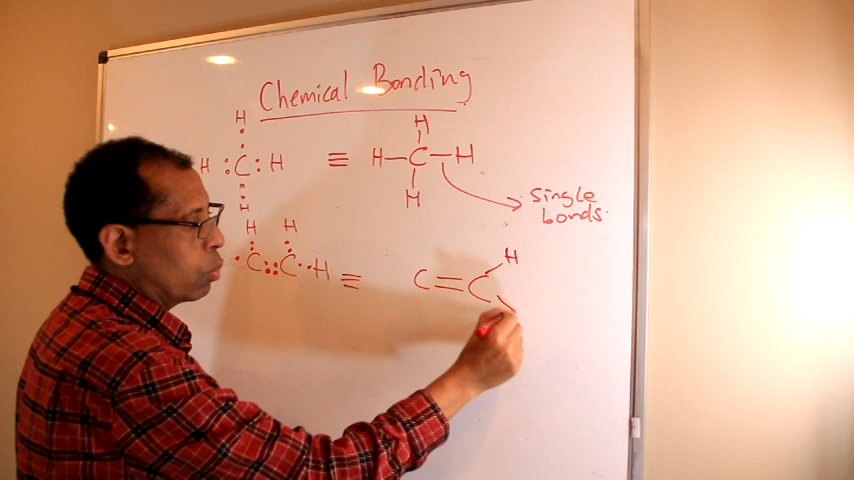 Chemical Bonding
H
H
H : C : H ≡ H—C—H
H
H
single
bonds.
H H
H
C::C:H ≡ C=C